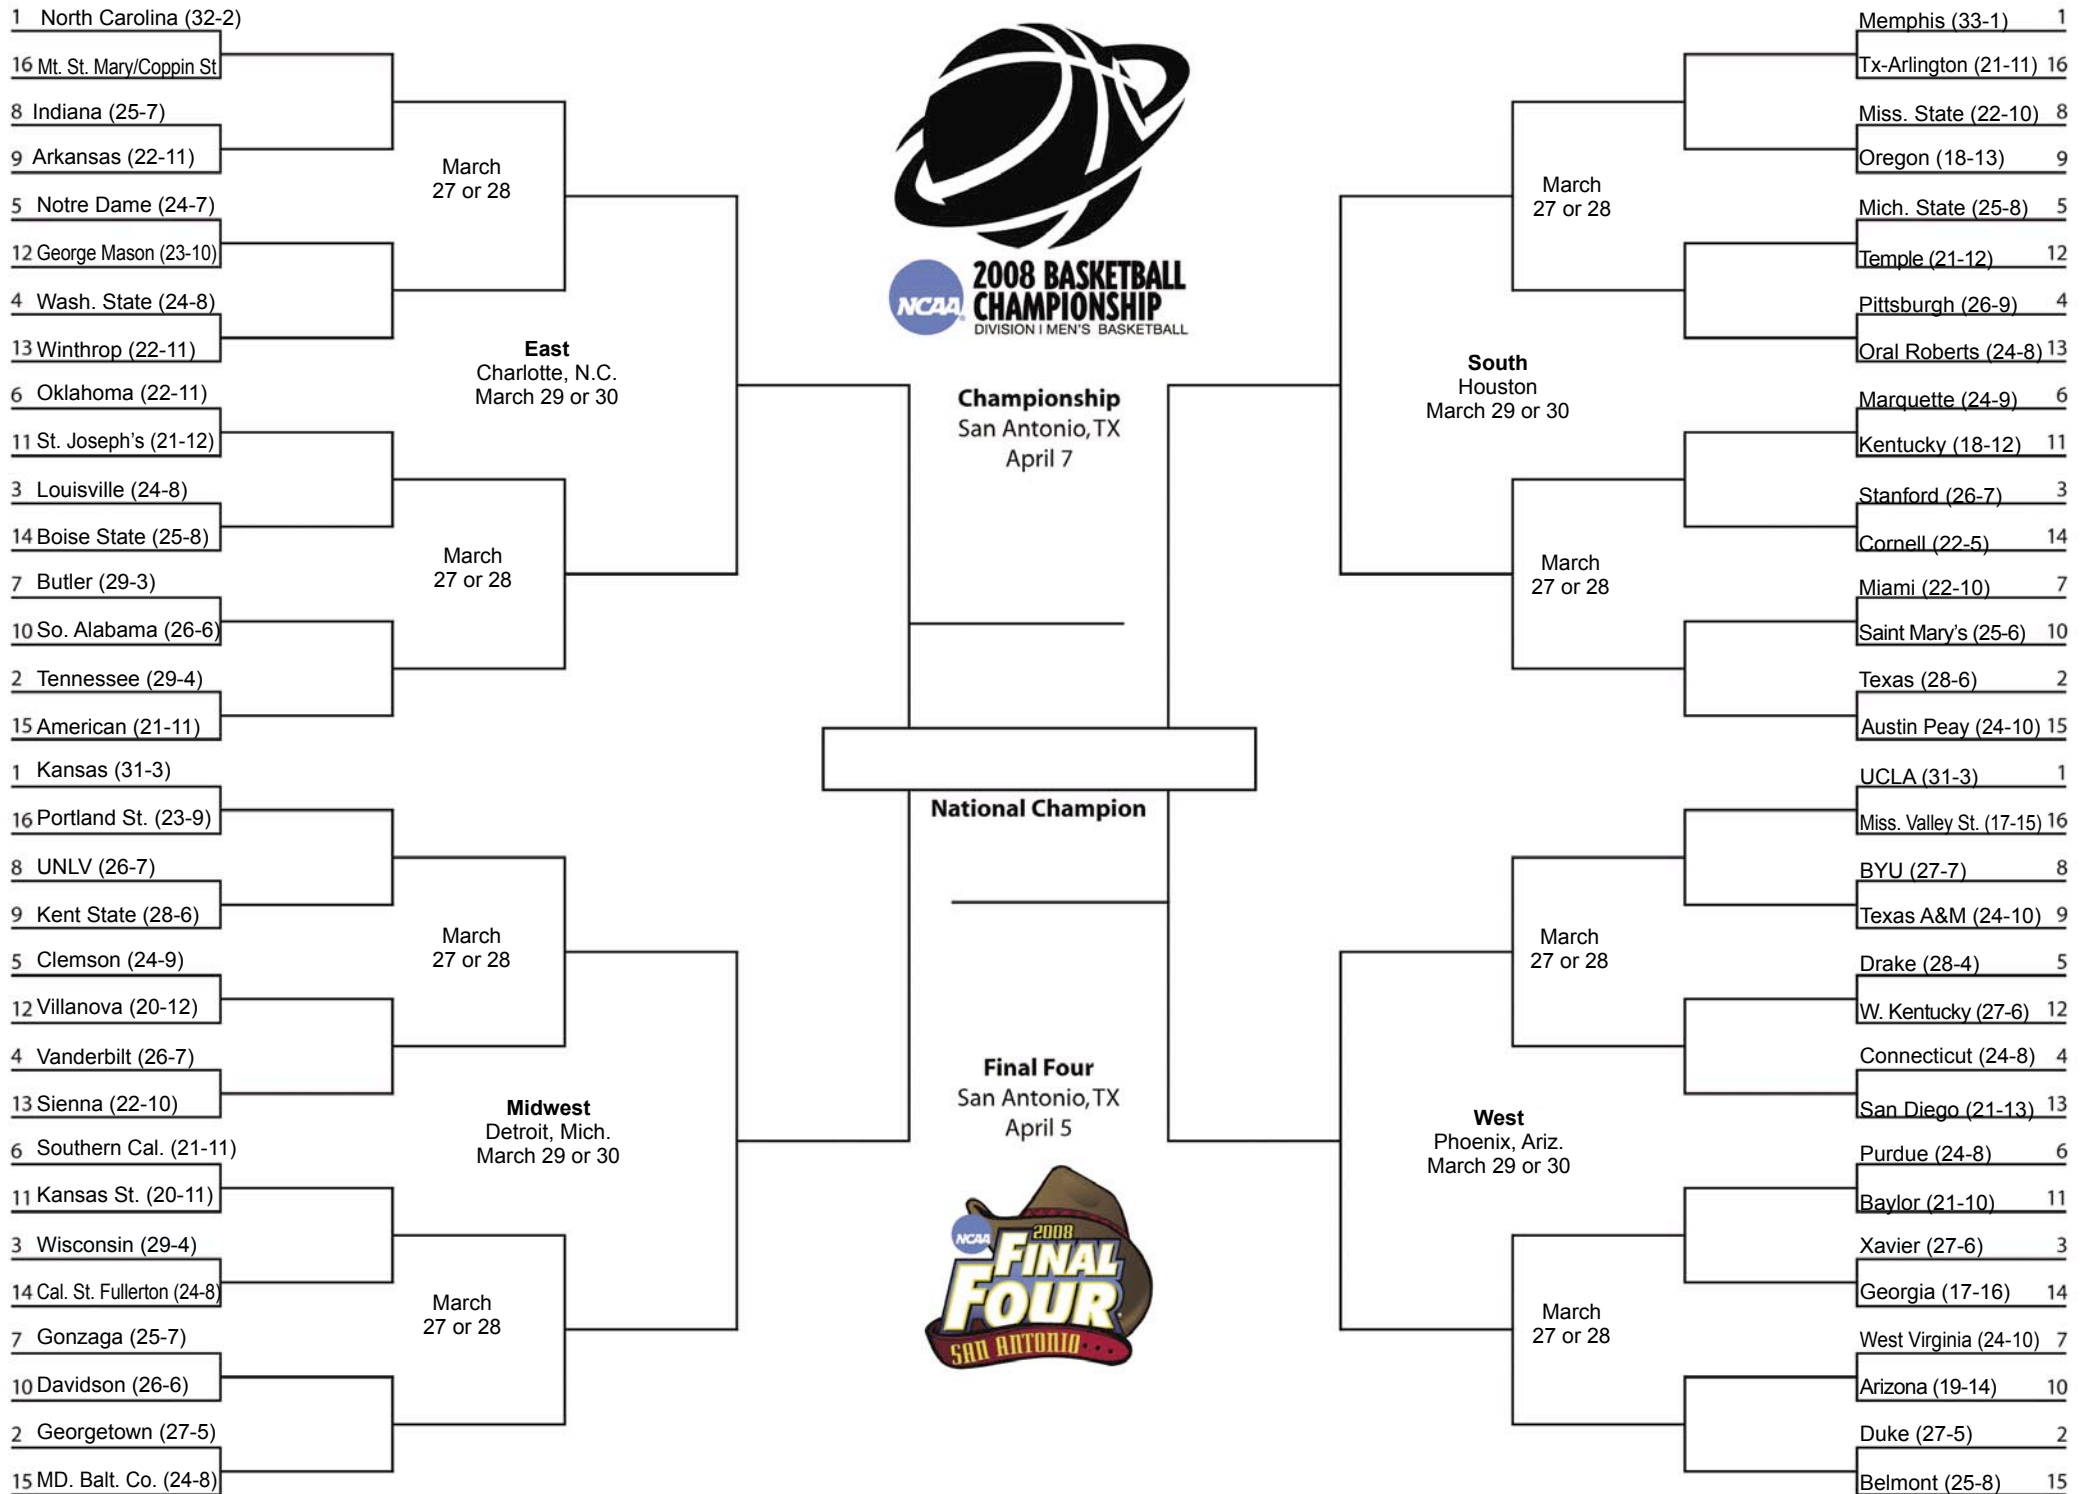 1 North Carolina (32-2)
16 Mt. St. Mary/Coppin St
8 Indiana (25-7)
9 Arkansas (22-11)
5 Notre Dame (24-7)
12 George Mason (23-10)
4 Wash. State (24-8)
13 Winthrop (22-11)
6 Oklahoma (22-11)
11 St. Joseph's (21-12)
3 Louisville (24-8)
14 Boise State (25-8)
7 Butler (29-3)
10 So. Alabama (26-6)
2 Tennessee (29-4)
15 American (21-11)
March
27 or 28
East
Charlotte, N.C.
March 29 or 30
March
27 or 28
1 Kansas (31-3)
16 Portland St. (23-9)
8 UNLV (26-7)
9 Kent State (28-6)
5 Clemson (24-9)
12 Villanova (20-12)
4 Vanderbilt (26-7)
13 Sienna (22-10)
6 Southern Cal. (21-11)
11 Kansas St. (20-11)
3 Wisconsin (29-4)
14 Cal. St. Fullerton (24-8)
7 Gonzaga (25-7)
10 Davidson (26-6)
2 Georgetown (27-5)
15 MD. Balt. Co. (24-8)
March
27 or 28
Midwest
Detroit, Mich.
March 29 or 30
March
27 or 28
NCAA
2008 BASKETBALL
CHAMPIONSHIP
DIVISION I MEN'S BASKETBALL
Championship
San Antonio, TX
April 7
National Champion
Final Four
San Antonio, TX
April 5
NCAA
2008
FINAL
FOUR
SAN ANTONIO
Memphis (33-1) 1
Tx-Arlington (21-11) 16
Miss. State (22-10) 8
Oregon (18-13) 9
Mich. State (25-8) 5
Temple (21-12) 12
Pittsburgh (26-9) 4
Oral Roberts (24-8) 13
Marquette (24-9) 6
Kentucky (18-12) 11
Stanford (26-7) 3
Cornell (22-5) 14
Miami (22-10) 7
Saint Mary's (25-6) 10
Texas (28-6) 2
Austin Peay (24-10) 15
March
27 or 28
South
Houston
March 29 or 30
March
27 or 28
UCLA (31-3) 1
Miss. Valley St. (17-15) 16
BYU (27-7) 8
Texas A&M (24-10) 9
Drake (28-4) 5
W. Kentucky (27-6) 12
Connecticut (24-8) 4
San Diego (21-13) 13
Purdue (24-8) 6
Baylor (21-10) 11
Xavier (27-6) 3
Georgia (17-16) 14
West Virginia (24-10) 7
Arizona (19-14) 10
Duke (27-5) 2
Belmont (25-8) 15
March
27 or 28
West
Phoenix, Ariz.
March 29 or 30
March
27 or 28